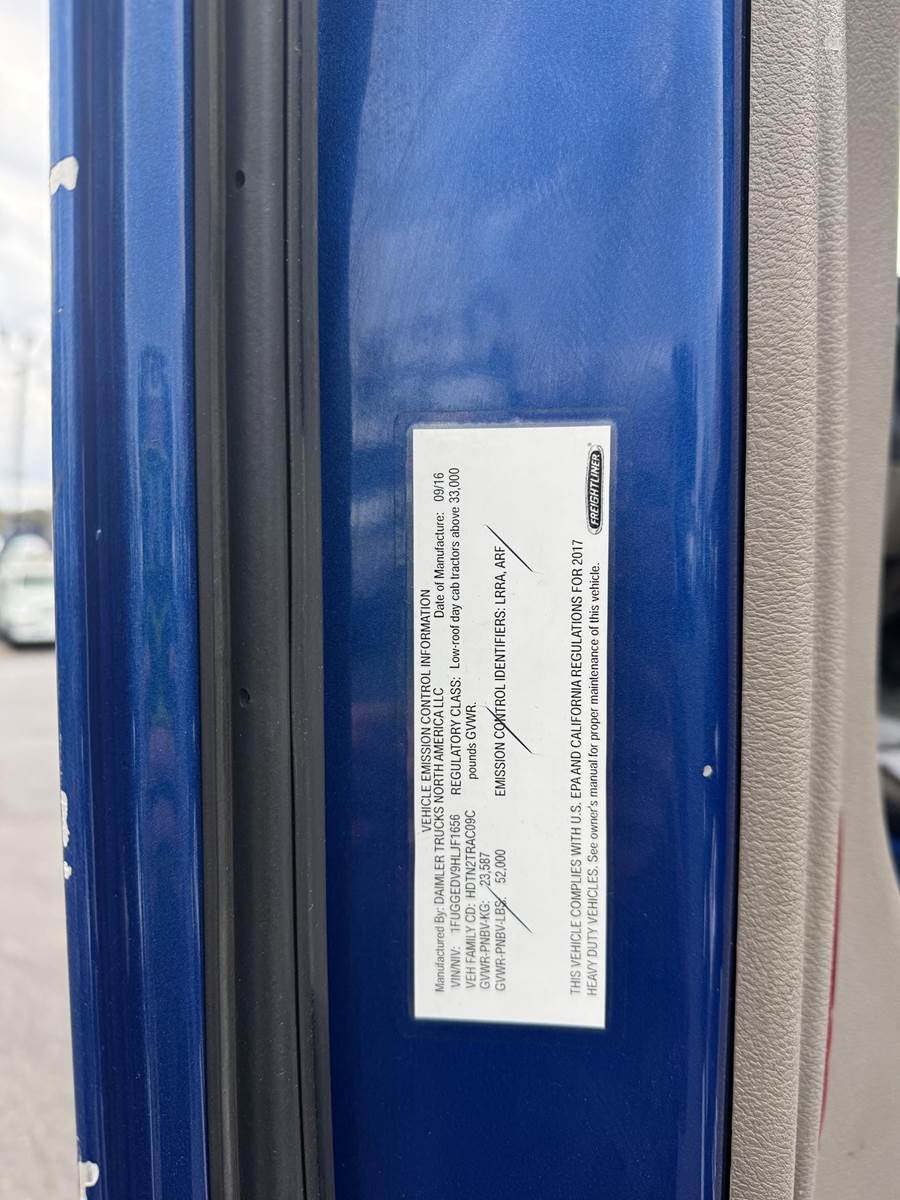 VEHICLE EMISSION CONTROL INFORMATION
Manufactured By: DAIMLER TRUCKS NORTH AMERICA LLC Date of Manufacture: 09/16
VIN/NIV: 1FUGGEDV9HLJF1656 REGULATORY CLASS: Low-roof day cab tractors above 33,000
VEH FAMILY CD: HDTN2TRAC09C pounds GVWR.
GVWR-PNBV-KG: 23,587
GVWR-PNBV-LBS: 52,000 EMISSION CONTROL IDENTIFIERS: LRRA, ARF
THIS VEHICLE COMPLIES WITH U.S. EPA AND CALIFORNIA REGULATIONS FOR 2017
HEAVY DUTY VEHICLES. See owner's manual for proper maintenance of this vehicle.
FREIGHTLINER®